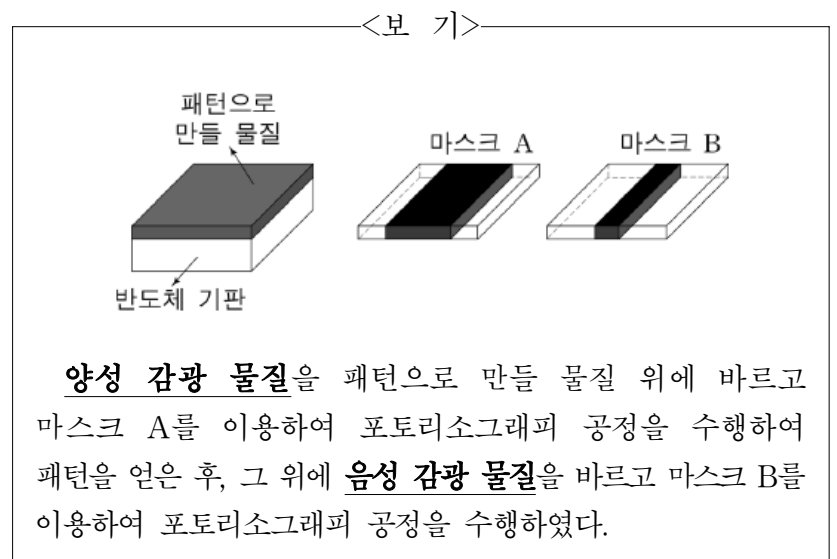 <보 기>
패턴으로
만들 물질
마스크 A
마스크 B
반도체 기판
양성 감광 물질을 패턴으로 만들 물질 위에 바르고
마스크 A를 이용하여 포토리소그래피 공정을 수행하여
패턴을 얻은 후, 그 위에 음성 감광 물질을 바르고 마스크 B를
이용하여 포토리소그래피 공정을 수행하였다.